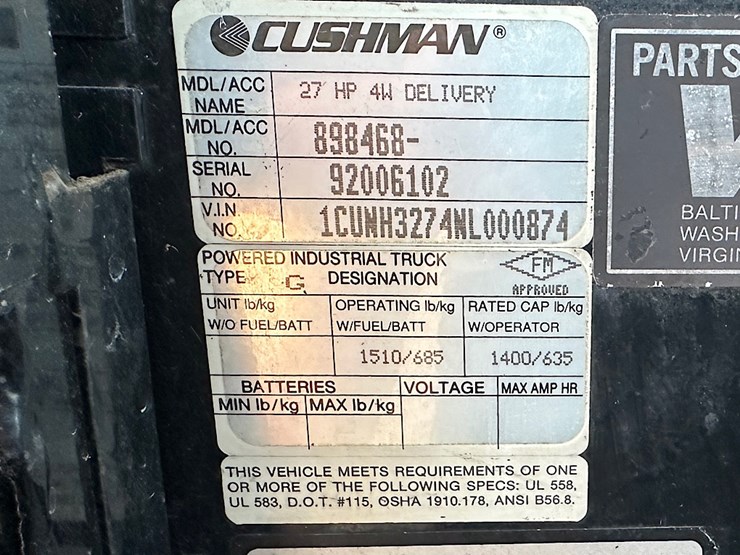 CUSHMAN®
MDL/ACC NAME 27 HP 4W DELIVERY
MDL/ACC NO. 898468-
SERIAL NO. 92006102
V.I.N. NO. 1CUNH3274NL000874
POWERED INDUSTRIAL TRUCK
TYPE G DESIGNATION
FM
APPROVED
UNIT lb/kg W/O FUEL/BATT
OPERATING lb/kg W/FUEL/BATT
RATED CAP lb/kg W/OPERATOR
1510/685 1400/635
BATTERIES VOLTAGE MAX AMP HR
MIN lb/kg MAX lb/kg
THIS VEHICLE MEETS REQUIREMENTS OF ONE
OR MORE OF THE FOLLOWING SPECS: UL 558,
UL 583, D.O.T. #115, OSHA 1910.178, ANSI B56.8.
PARTS
BALTI
WASH
VIRGI